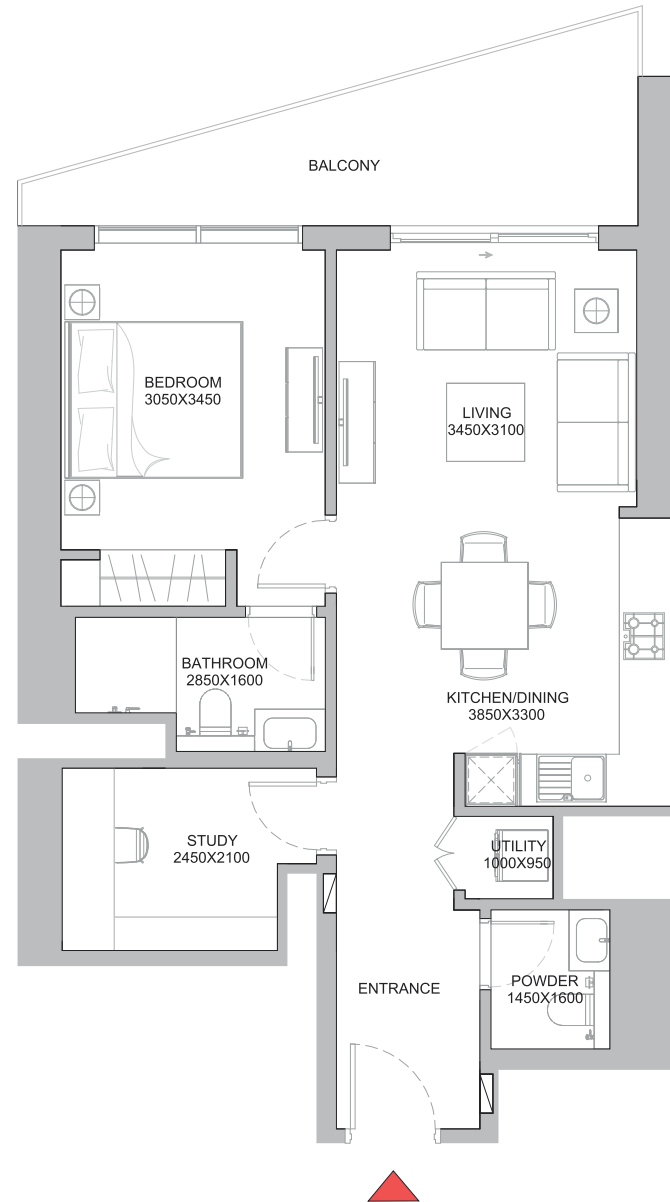 BALCONY
BEDROOM
3050X3450
LIVING
3450X3100
BATHROOM
2850X1600
KITCHEN/DINING
3850X3300
STUDY
2450X2100
UTILITY
1000X950
ENTRANCE
POWDER
1450X1600